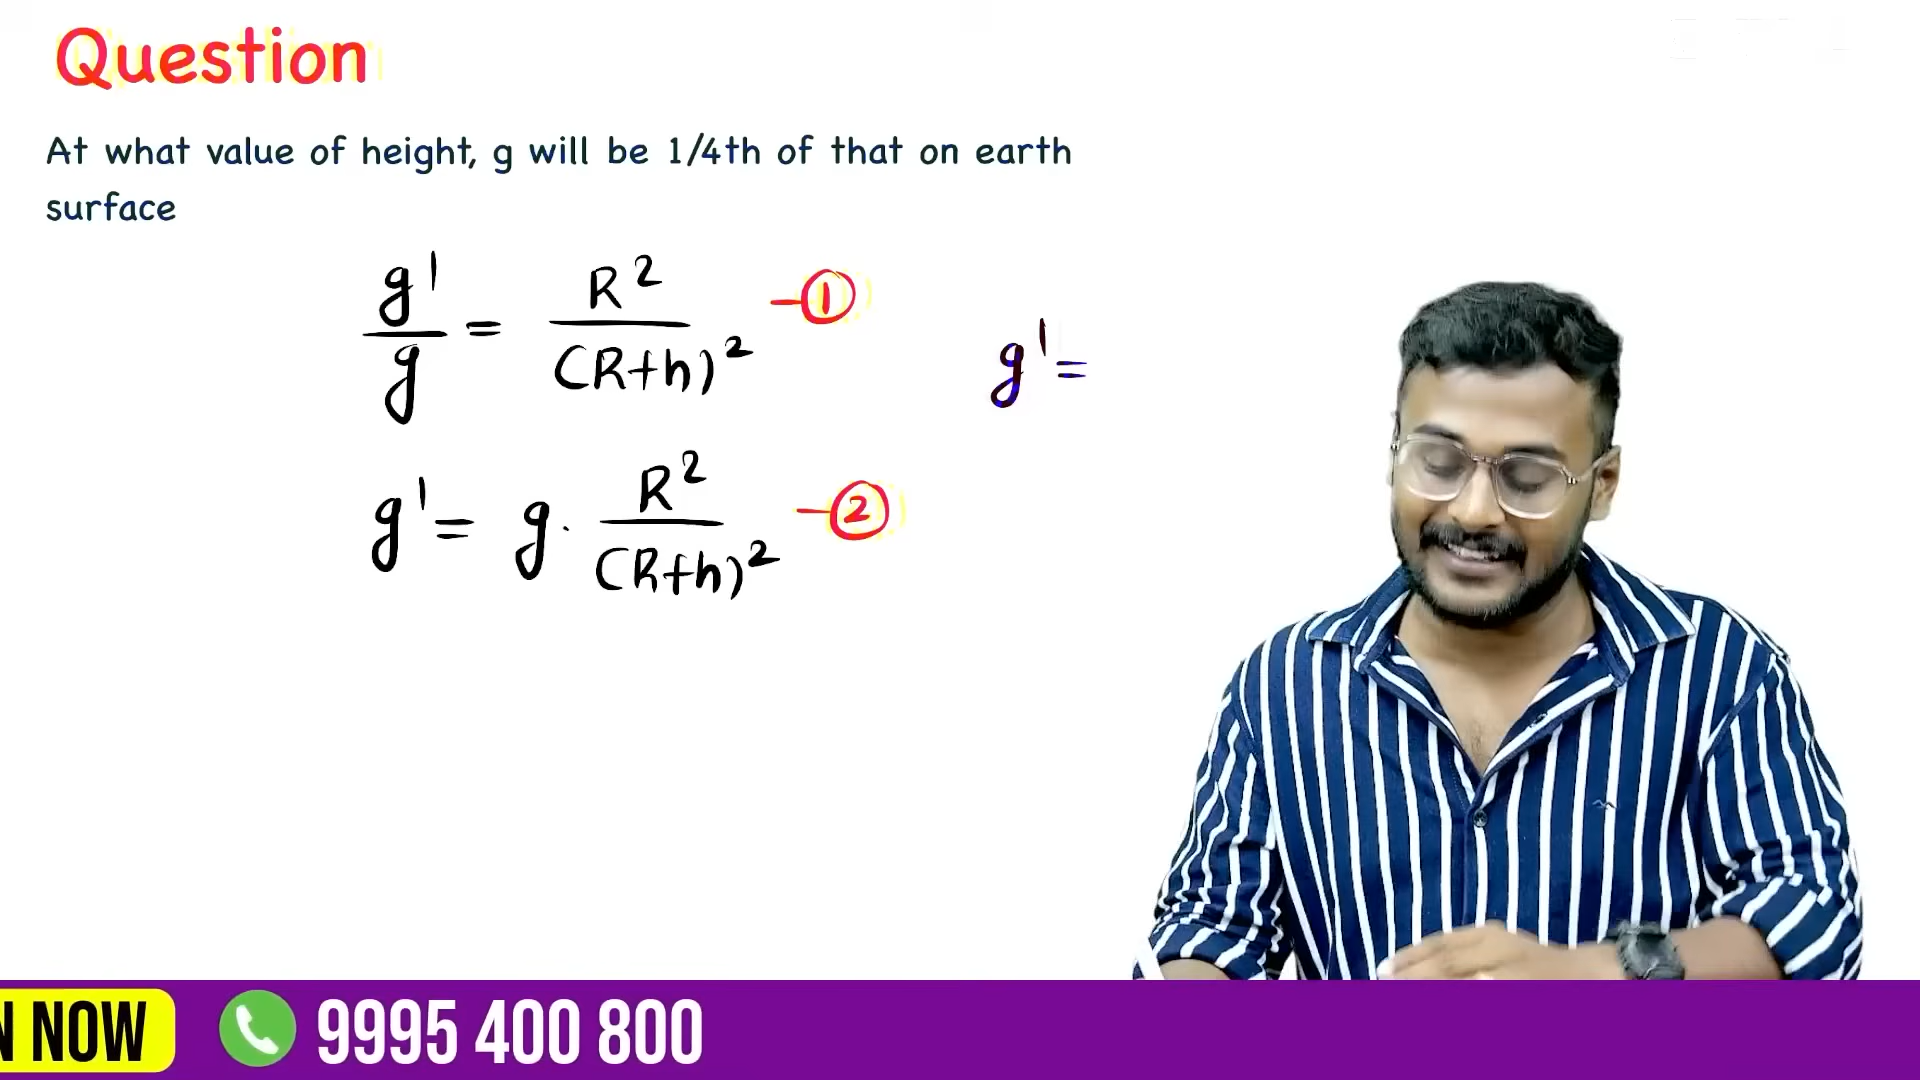 Question
At what value of height, g will be 1/4th of that on earth
surface
g'/g = R²/(R+h)² —①
g' =
g' = g · R²/(R+h)² —②
N NOW
9995 400 800